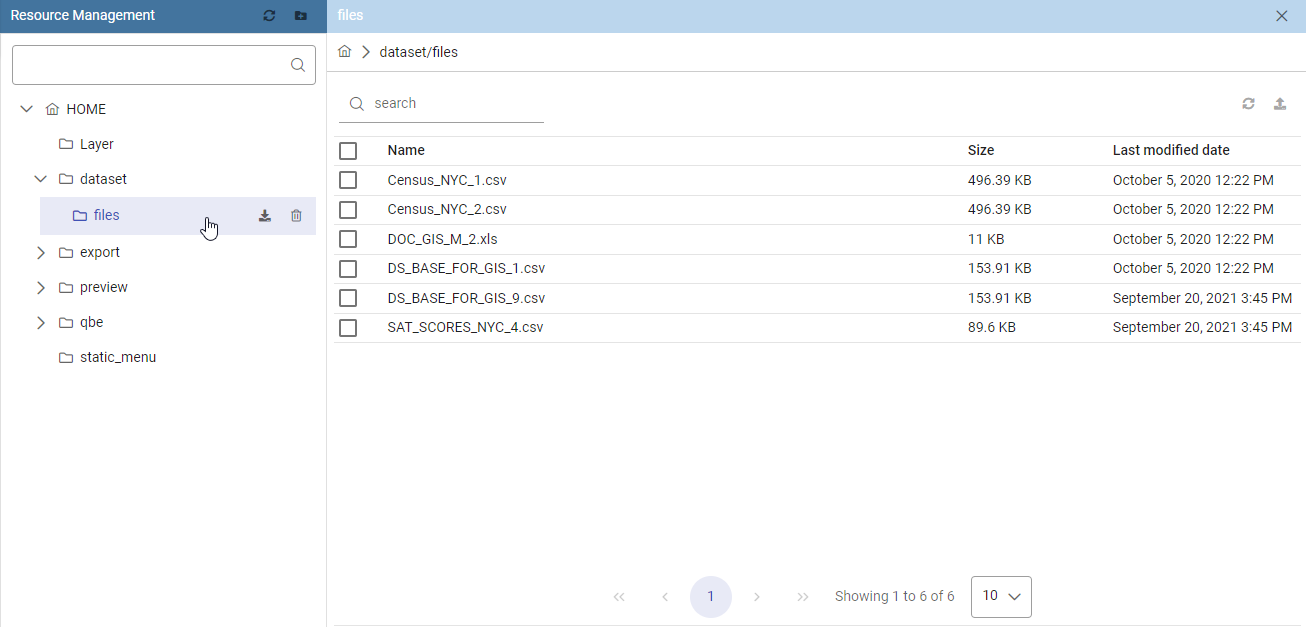 Resource Management
files
dataset/files
HOME
Layer
dataset
files
export
preview
qbe
static_menu
search
Name Size Last modified date
Census_NYC_1.csv 496.39 KB October 5, 2020 12:22 PM
Census_NYC_2.csv 496.39 KB October 5, 2020 12:22 PM
DOC_GIS_M_2.xls 11 KB October 5, 2020 12:22 PM
DS_BASE_FOR_GIS_1.csv 153.91 KB October 5, 2020 12:22 PM
DS_BASE_FOR_GIS_9.csv 153.91 KB September 20, 2021 3:45 PM
SAT_SCORES_NYC_4.csv 89.6 KB September 20, 2021 3:45 PM
1 Showing 1 to 6 of 6 10